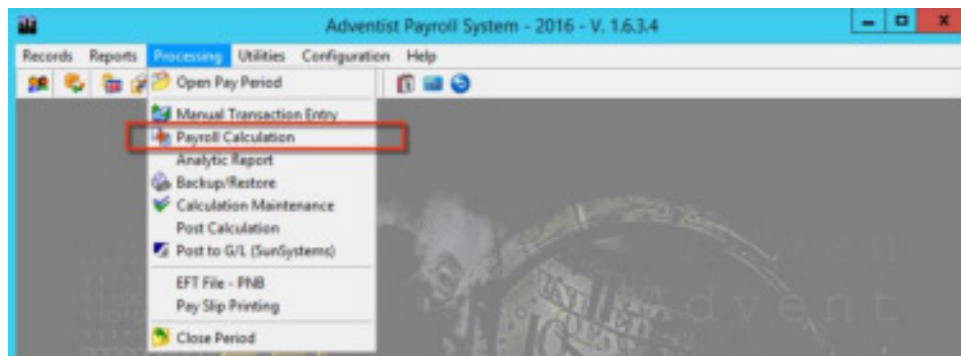 Adventist Payroll System - 2016 - V. 1.6.3.4
Records Reports Processing Utilities Configuration Help
Open Pay Period
Manual Transaction Entry
Payroll Calculation
Analytic Report
Backup/Restore
Calculation Maintenance
Post Calculation
Post to G/L (SunSystems)
EFT File - PNB
Pay Slip Printing
Close Period